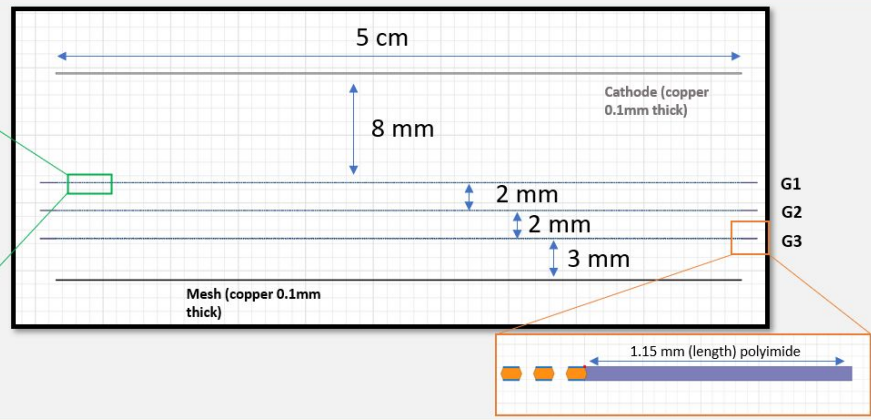 5 cm
Cathode (copper
0.1mm thick)
8 mm
G1
2 mm
G2
2 mm
G3
3 mm
Mesh (copper 0.1mm
thick)
1.15 mm (length) polyimide